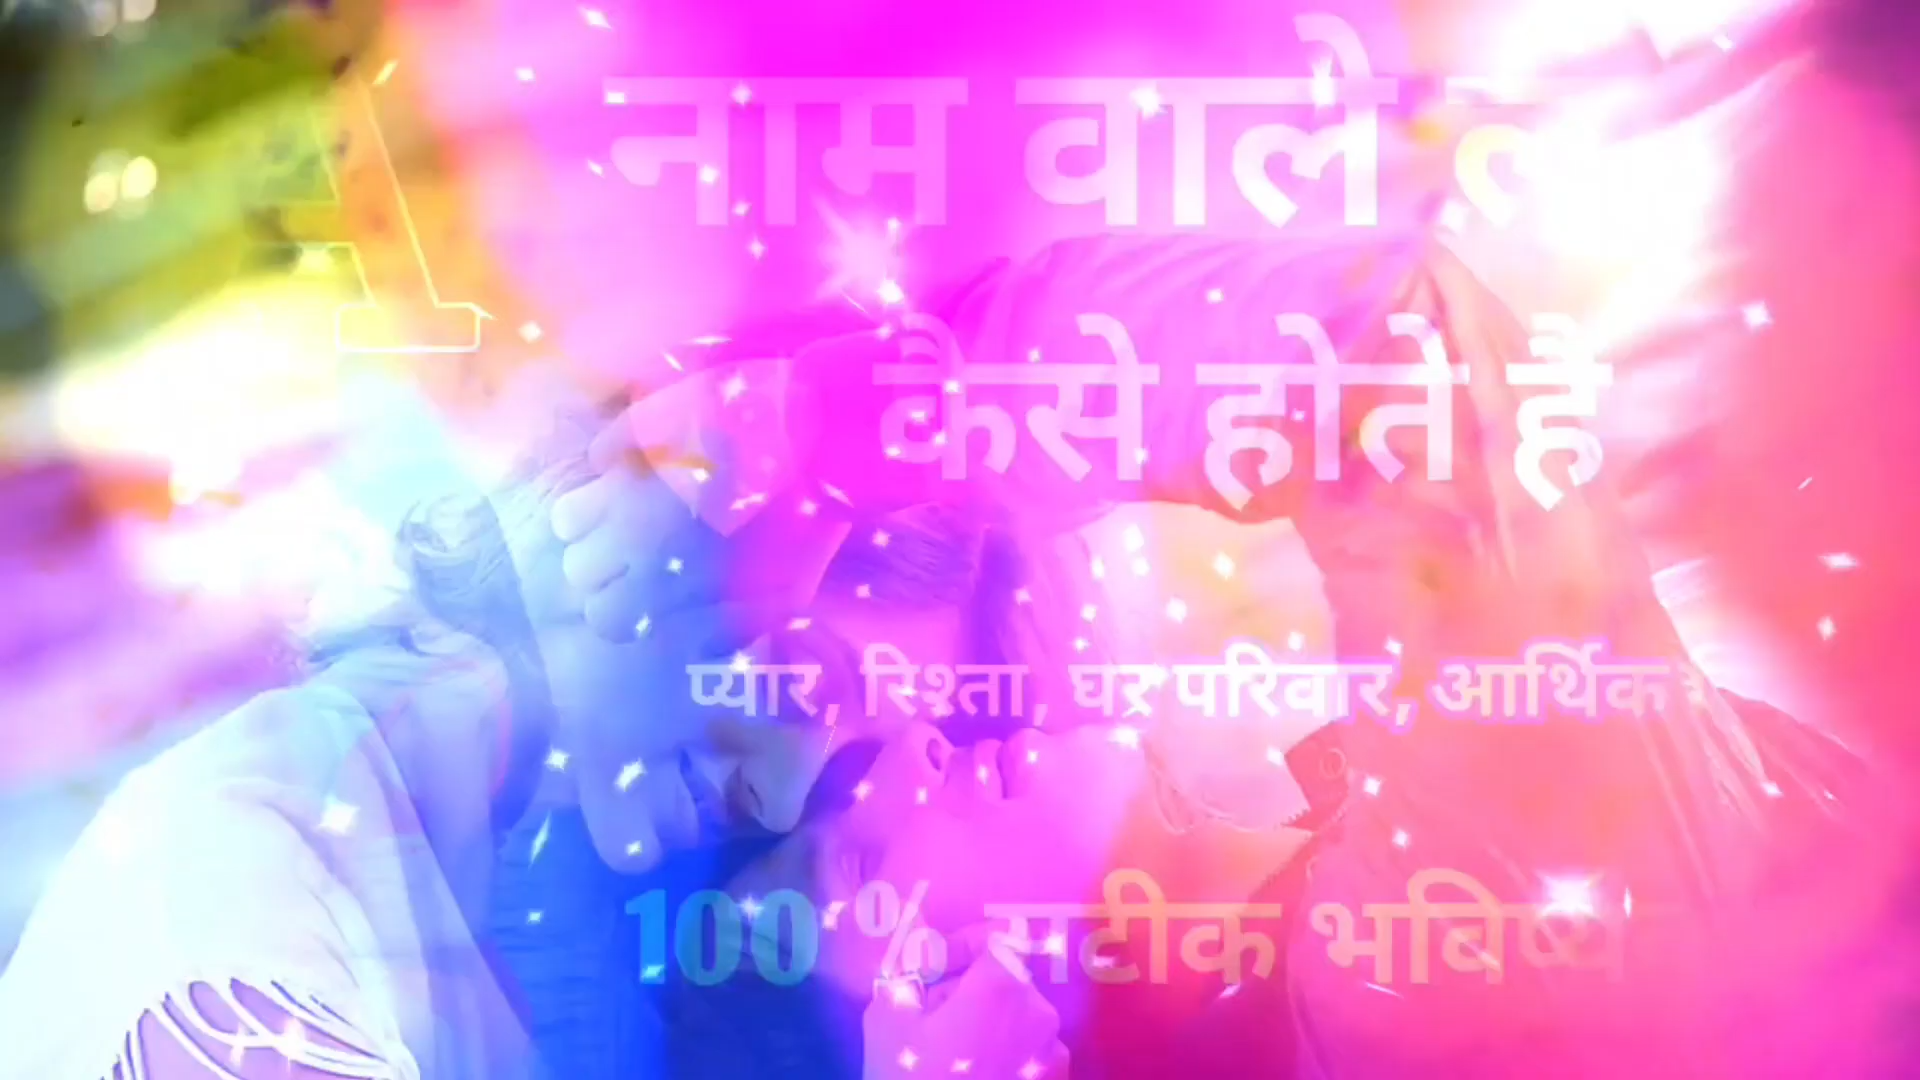 नाम वाले
कैसे होते हैं
प्यार, रिश्ता, घर परिवार, आर्थिक
100 % सटीक